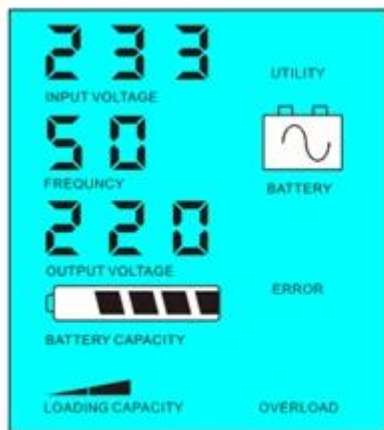 233
UTILITY
INPUT VOLTAGE
50
FREQUNCY
BATTERY
220
OUTPUT VOLTAGE
ERROR
BATTERY CAPACITY
LOADING CAPACITY
OVERLOAD